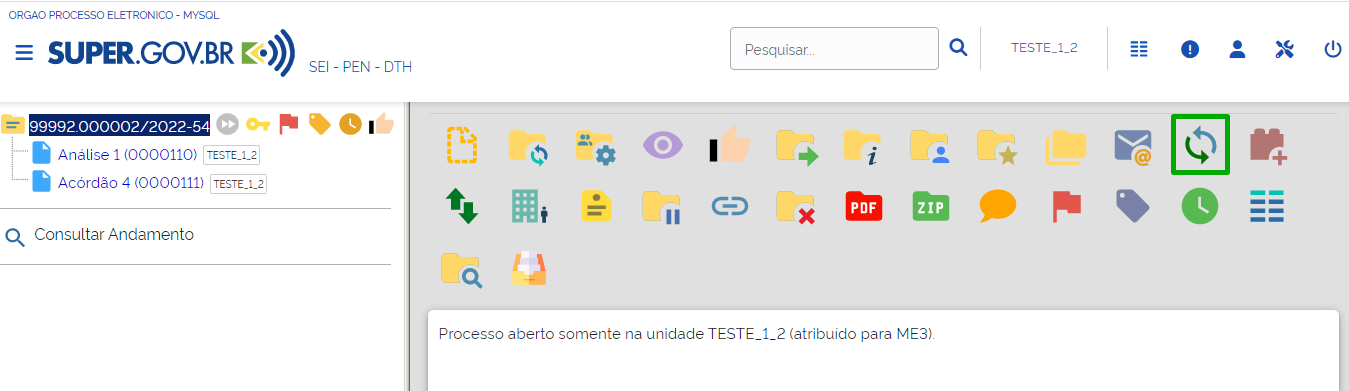 ORGAO PROCESSO ELETRONICO - MYSQL
SUPER.GOV.BR
SEI - PEN - DTH
Pesquisar...
TESTE_1_2
99992.000002/2022-54
Análise 1 (0000110) TESTE_1_2
Acórdão 4 (0000111) TESTE_1_2
Consultar Andamento
PDF
ZIP
Processo aberto somente na unidade TESTE_1_2 (atribuído para ME3).